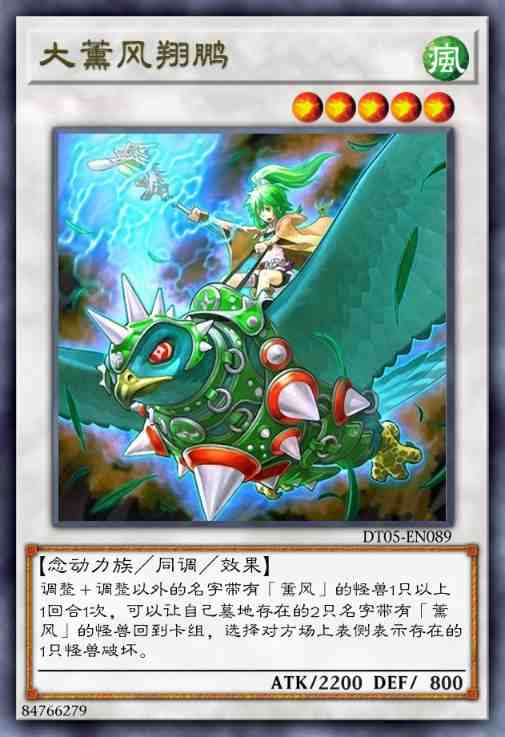 大薰风翔鹏
瘋
DT05-EN089
【念动力族／同调／效果】
调整＋调整以外的名字带有「薰风」的怪兽1只以上
1回合1次，可以让自己墓地存在的2只名字带有「薰
风」的怪兽回到卡组，选择对方场上表侧表示存在的
1只怪兽破坏。
ATK/2200 DEF/ 800
84766279